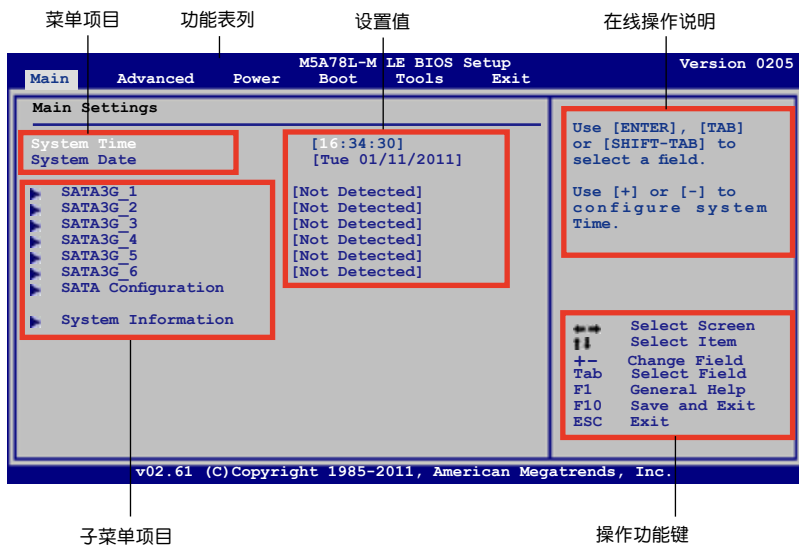 菜单项目 功能表列 设置值 在线操作说明
M5A78L-M LE BIOS Setup Version 0205
Main Advanced Power Boot Tools Exit
Main Settings
System Time [16:34:30]
System Date [Tue 01/11/2011]
SATA3G_1 [Not Detected]
SATA3G_2 [Not Detected]
SATA3G_3 [Not Detected]
SATA3G_4 [Not Detected]
SATA3G_5 [Not Detected]
SATA3G_6 [Not Detected]
SATA Configuration
System Information
Use [ENTER], [TAB]
or [SHIFT-TAB] to
select a field.
Use [+] or [-] to
configure system
Time.
←→ Select Screen
↑↓ Select Item
+- Change Field
Tab Select Field
F1 General Help
F10 Save and Exit
ESC Exit
v02.61 (C)Copyright 1985-2011, American Megatrends, Inc.
子菜单项目 操作功能键